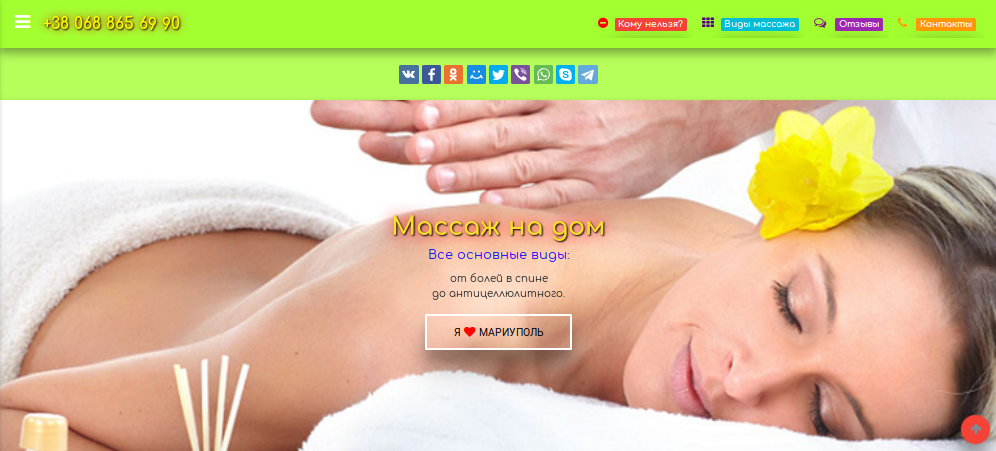 +38 068 865 69 90
Кому нельзя?
Виды массажа
Отзывы
Контакты
Массаж на дом
Все основные виды:
от болей в спине
до антицеллюлитного.
Я ❤ МАРИУПОЛЬ